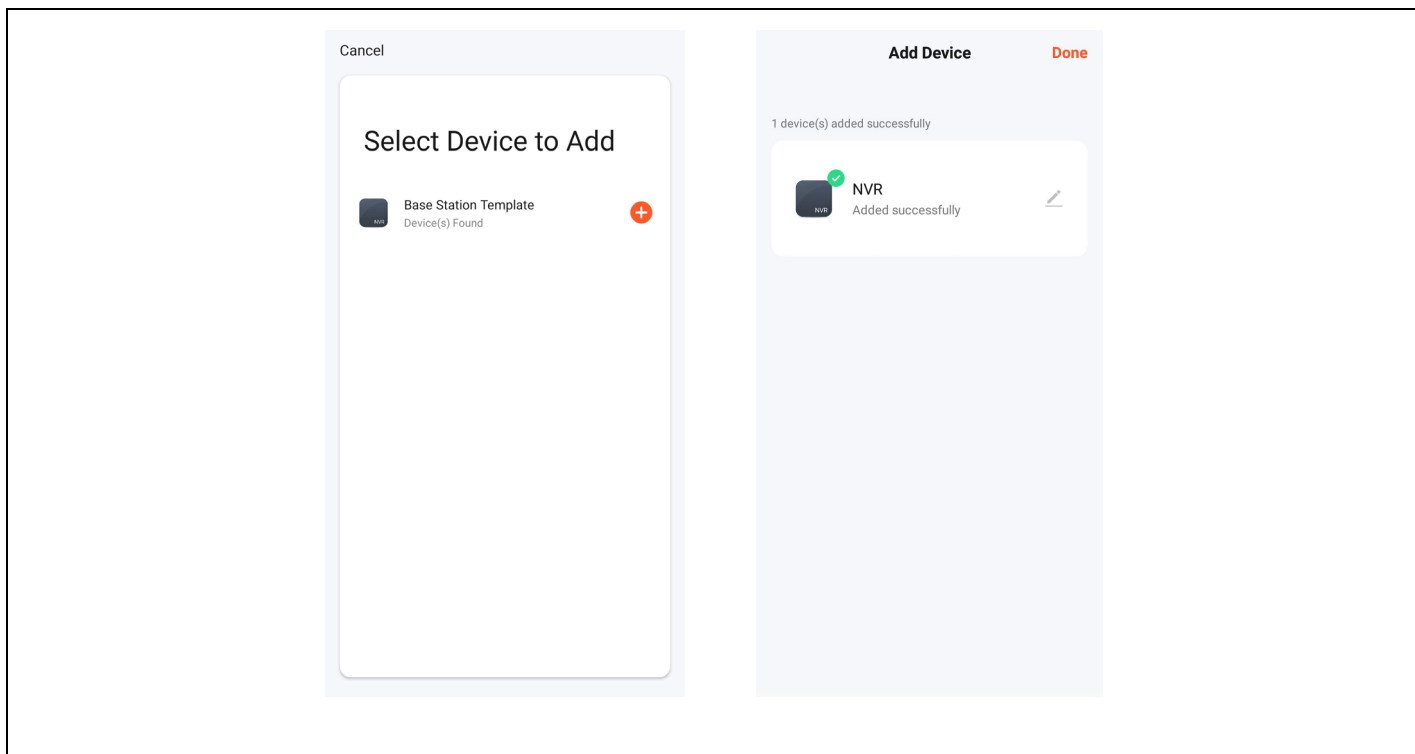 Cancel
Select Device to Add
NVR
Base Station Template
Device(s) Found
Add Device
Done
1 device(s) added successfully
NVR
NVR
Added successfully